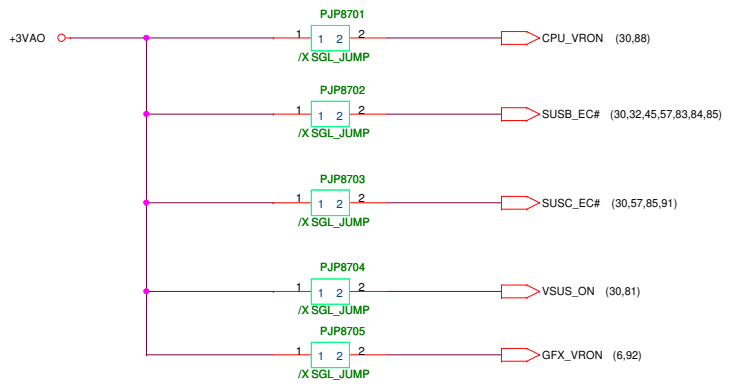 PJP8701
+3VAO 1 1 2 2 CPU_VRON (30,88)
/X SGL_JUMP
PJP8702
1 1 2 2 SUSB_EC# (30,32,45,57,83,84,85)
/X SGL_JUMP
PJP8703
1 1 2 2 SUSC_EC# (30,57,85,91)
/X SGL_JUMP
PJP8704
1 1 2 2 VSUS_ON (30,81)
/X SGL_JUMP
PJP8705
1 1 2 2 GFX_VRON (6,92)
/X SGL_JUMP